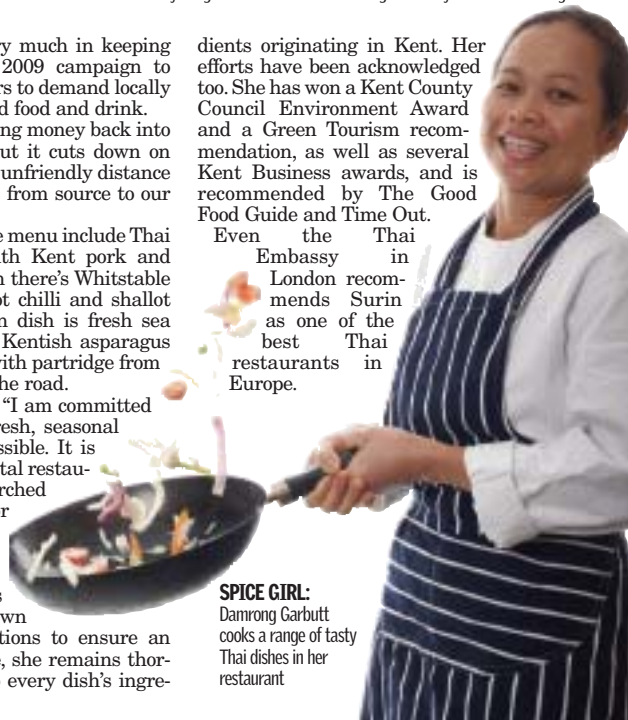 ry much in keeping
2009 campaign to
rs to demand locally
d food and drink.
ng money back into
ut it cuts down on
unfriendly distance
from source to our
e menu include Thai
ith Kent pork and
n there's Whitstable
ot chilli and shallot
n dish is fresh sea
Kentish asparagus
with partridge from
he road.
“I am committed
resh, seasonal
ssible. It is
tal restau-
rched
r
s
wn
tions to ensure an
, she remains thor-
every dish's ingre-
dients originating in Kent. Her
efforts have been acknowledged
too. She has won a Kent County
Council Environment Award
and a Green Tourism recom-
mendation, as well as several
Kent Business awards, and is
recommended by The Good
Food Guide and Time Out.
Even the Thai
Embassy in
London recom-
mends Surin
as one of the
best Thai
restaurants in
Europe.
SPICE GIRL:
Damrong Garbutt
cooks a range of tasty
Thai dishes in her
restaurant